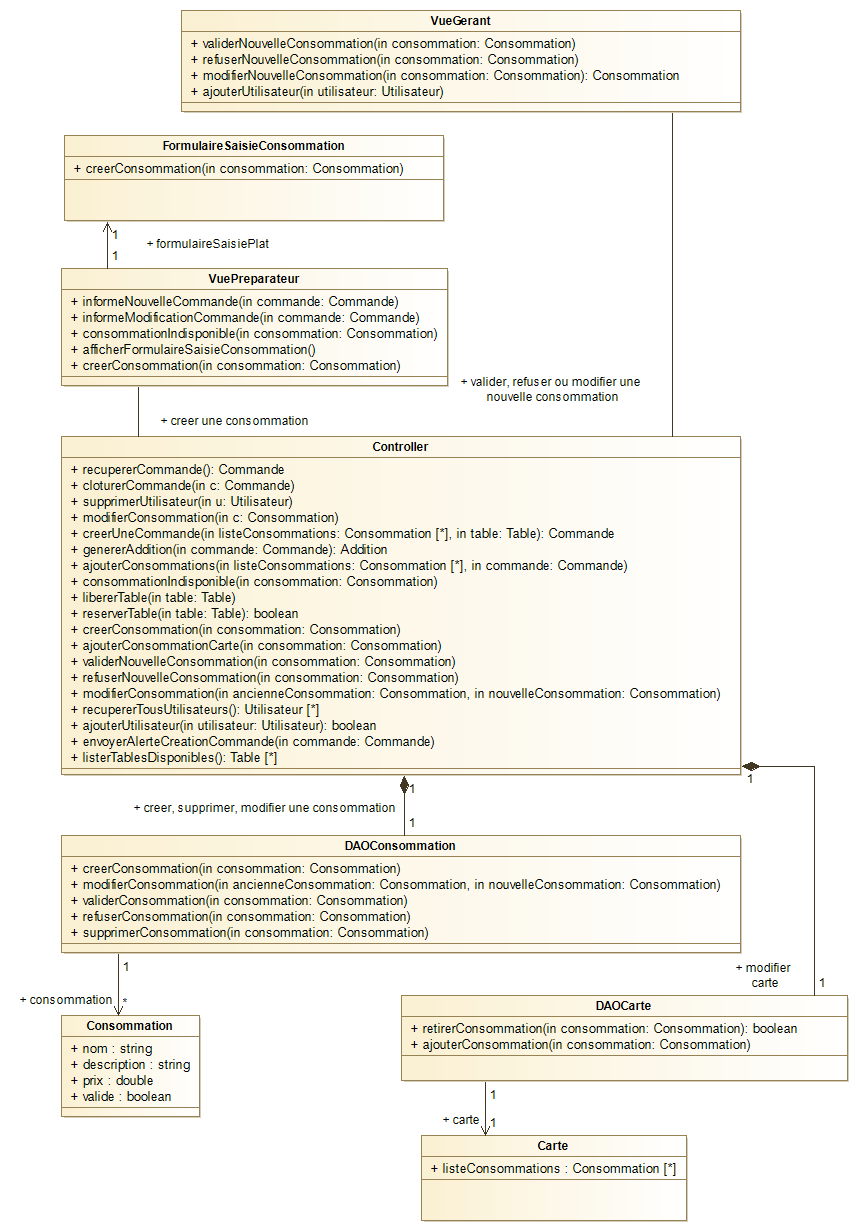 VueGerant
+ validerNouvelleConsommation(in consommation: Consommation)
+ refuserNouvelleConsommation(in consommation: Consommation)
+ modifierNouvelleConsommation(in consommation: Consommation): Consommation
+ ajouterUtilisateur(in utilisateur: Utilisateur)
FormulaireSaisieConsommation
+ creerConsommation(in consommation: Consommation)
1
+ formulaireSaisiePlat
1
VuePreparateur
+ informeNouvelleCommande(in commande: Commande)
+ informeModificationCommande(in commande: Commande)
+ consommationIndisponible(in consommation: Consommation)
+ afficherFormulaireSaisieConsommation()
+ creerConsommation(in consommation: Consommation)
+ valider, refuser ou modifier une
nouvelle consommation
+ creer une consommation
Controller
+ recupererCommande(): Commande
+ cloturerCommande(in c: Commande)
+ supprimerUtilisateur(in u: Utilisateur)
+ modifierConsommation(in c: Consommation)
+ creerUneCommande(in listeConsommations: Consommation [*], in table: Table): Commande
+ genererAddition(in commande: Commande): Addition
+ ajouterConsommations(in listeConsommations: Consommation [*], in commande: Commande)
+ consommationIndisponible(in consommation: Consommation)
+ libererTable(in table: Table)
+ reserverTable(in table: Table): boolean
+ creerConsommation(in consommation: Consommation)
+ ajouterConsommationCarte(in consommation: Consommation)
+ validerNouvelleConsommation(in consommation: Consommation)
+ refuserNouvelleConsommation(in consommation: Consommation)
+ modifierConsommation(in ancienneConsommation: Consommation, in nouvelleConsommation: Consommation)
+ recupererTousUtilisateurs(): Utilisateur [*]
+ ajouterUtilisateur(in utilisateur: Utilisateur): boolean
+ envoyerAlerteCreationCommande(in commande: Commande)
+ listerTablesDisponibles(): Table [*]
1
1
+ creer, supprimer, modifier une consommation
1
DAOConsommation
+ creerConsommation(in consommation: Consommation)
+ modifierConsommation(in ancienneConsommation: Consommation, in nouvelleConsommation: Consommation)
+ validerConsommation(in consommation: Consommation)
+ refuserConsommation(in consommation: Consommation)
+ supprimerConsommation(in consommation: Consommation)
1
+ modifier
carte
1
+ consommation
*
DAOCarte
+ retirerConsommation(in consommation: Consommation): boolean
+ ajouterConsommation(in consommation: Consommation)
Consommation
+ nom : string
+ description : string
+ prix : double
+ valide : boolean
1
+ carte
1
Carte
+ listeConsommations : Consommation [*]